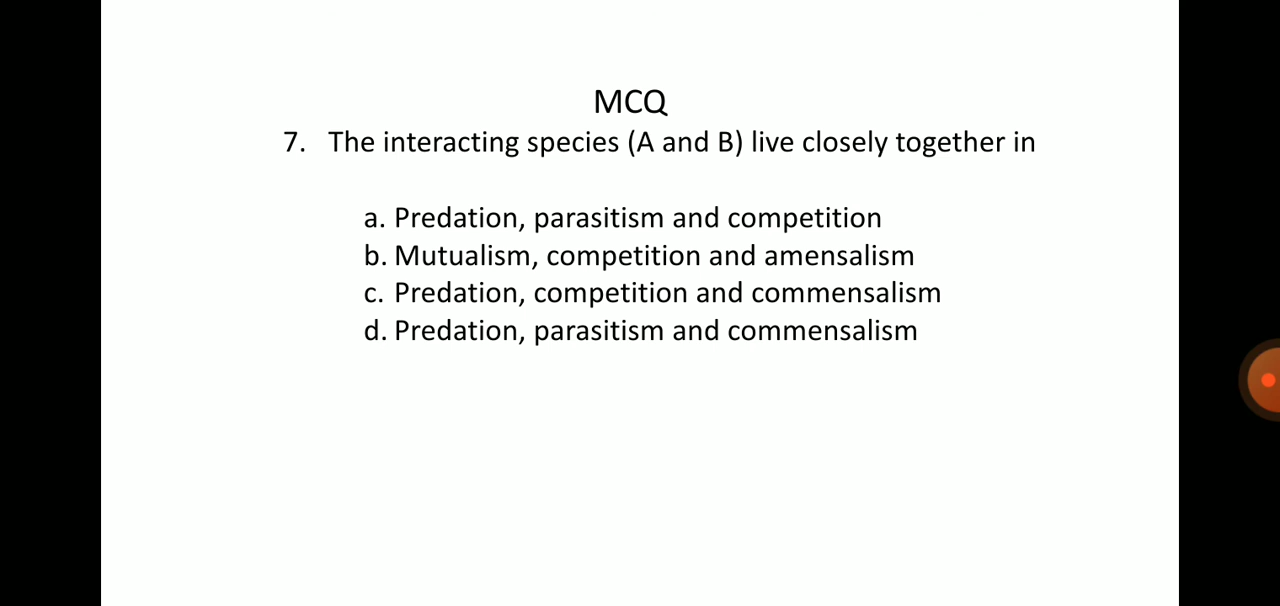 MCQ
7. The interacting species (A and B) live closely together in
a. Predation, parasitism and competition
b. Mutualism, competition and amensalism
c. Predation, competition and commensalism
d. Predation, parasitism and commensalism